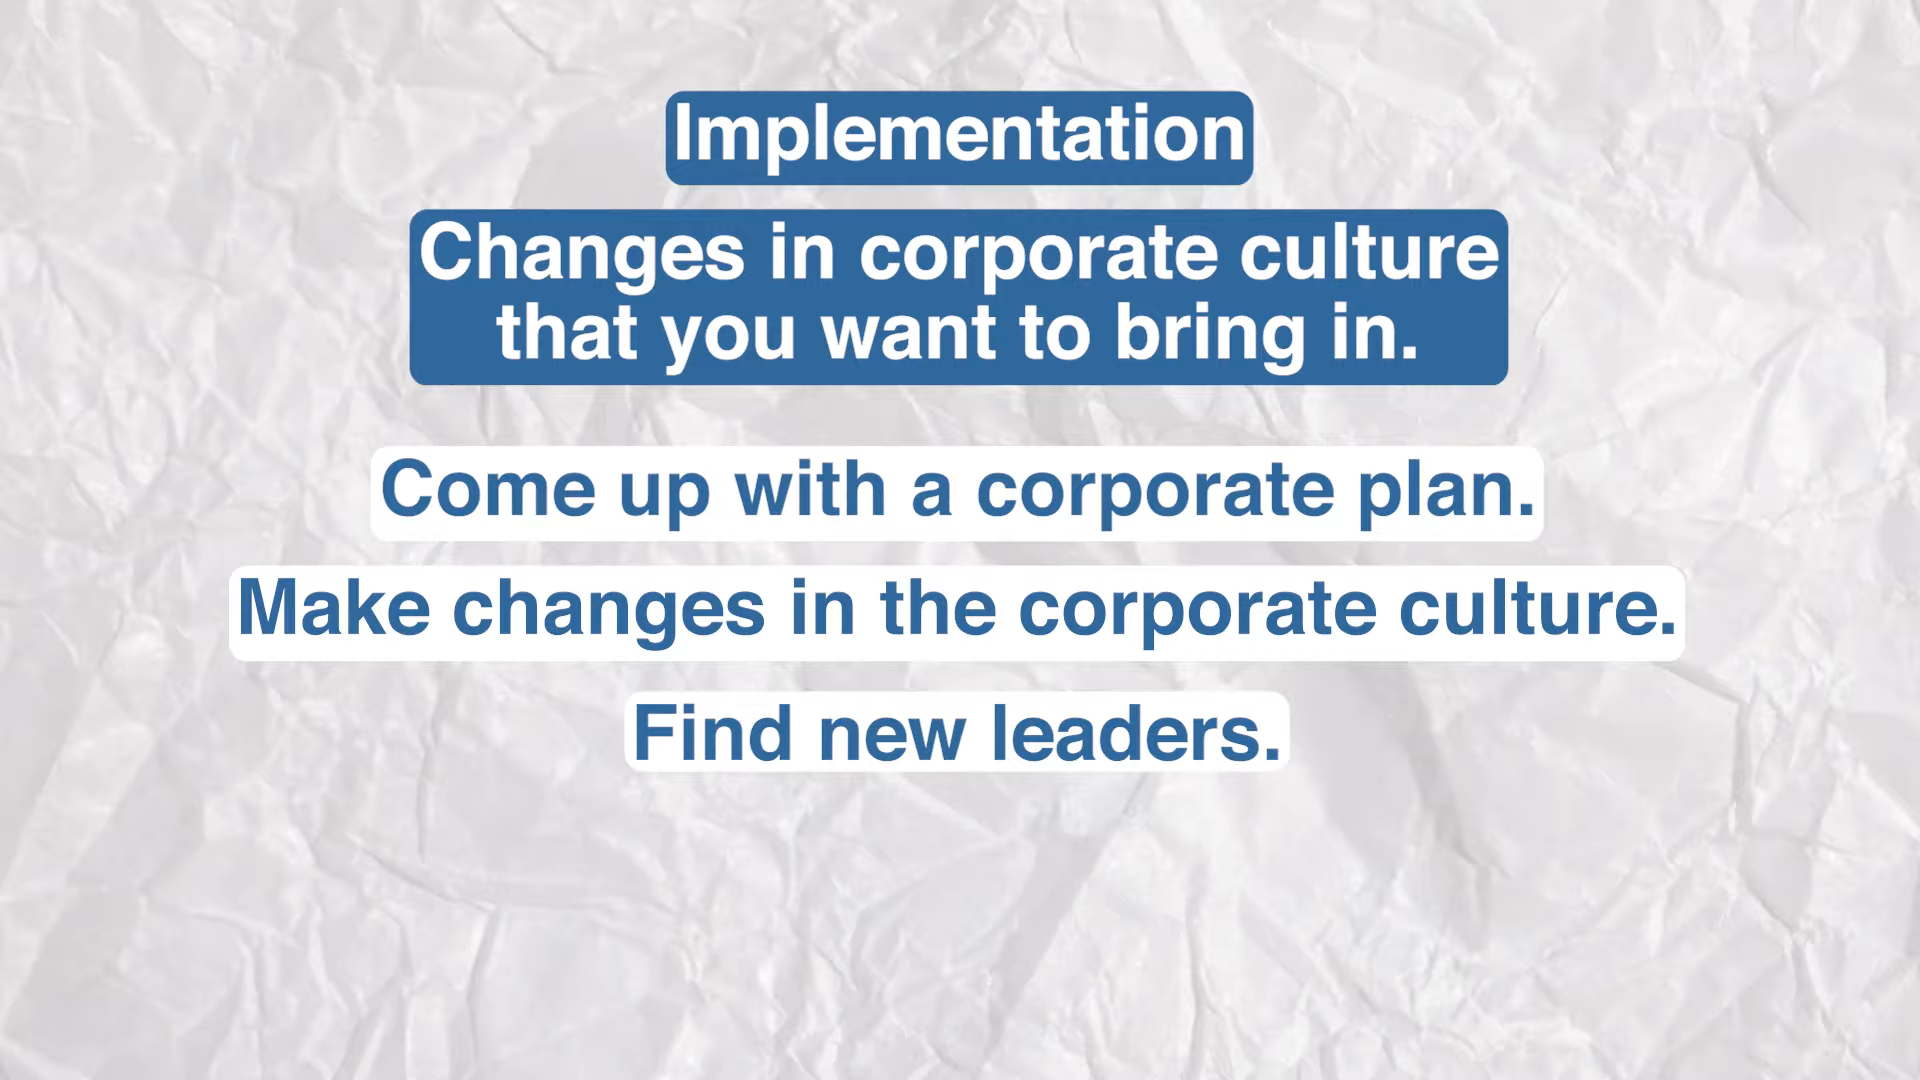 Implementation
Changes in corporate culture
that you want to bring in.
Come up with a corporate plan.
Make changes in the corporate culture.
Find new leaders.